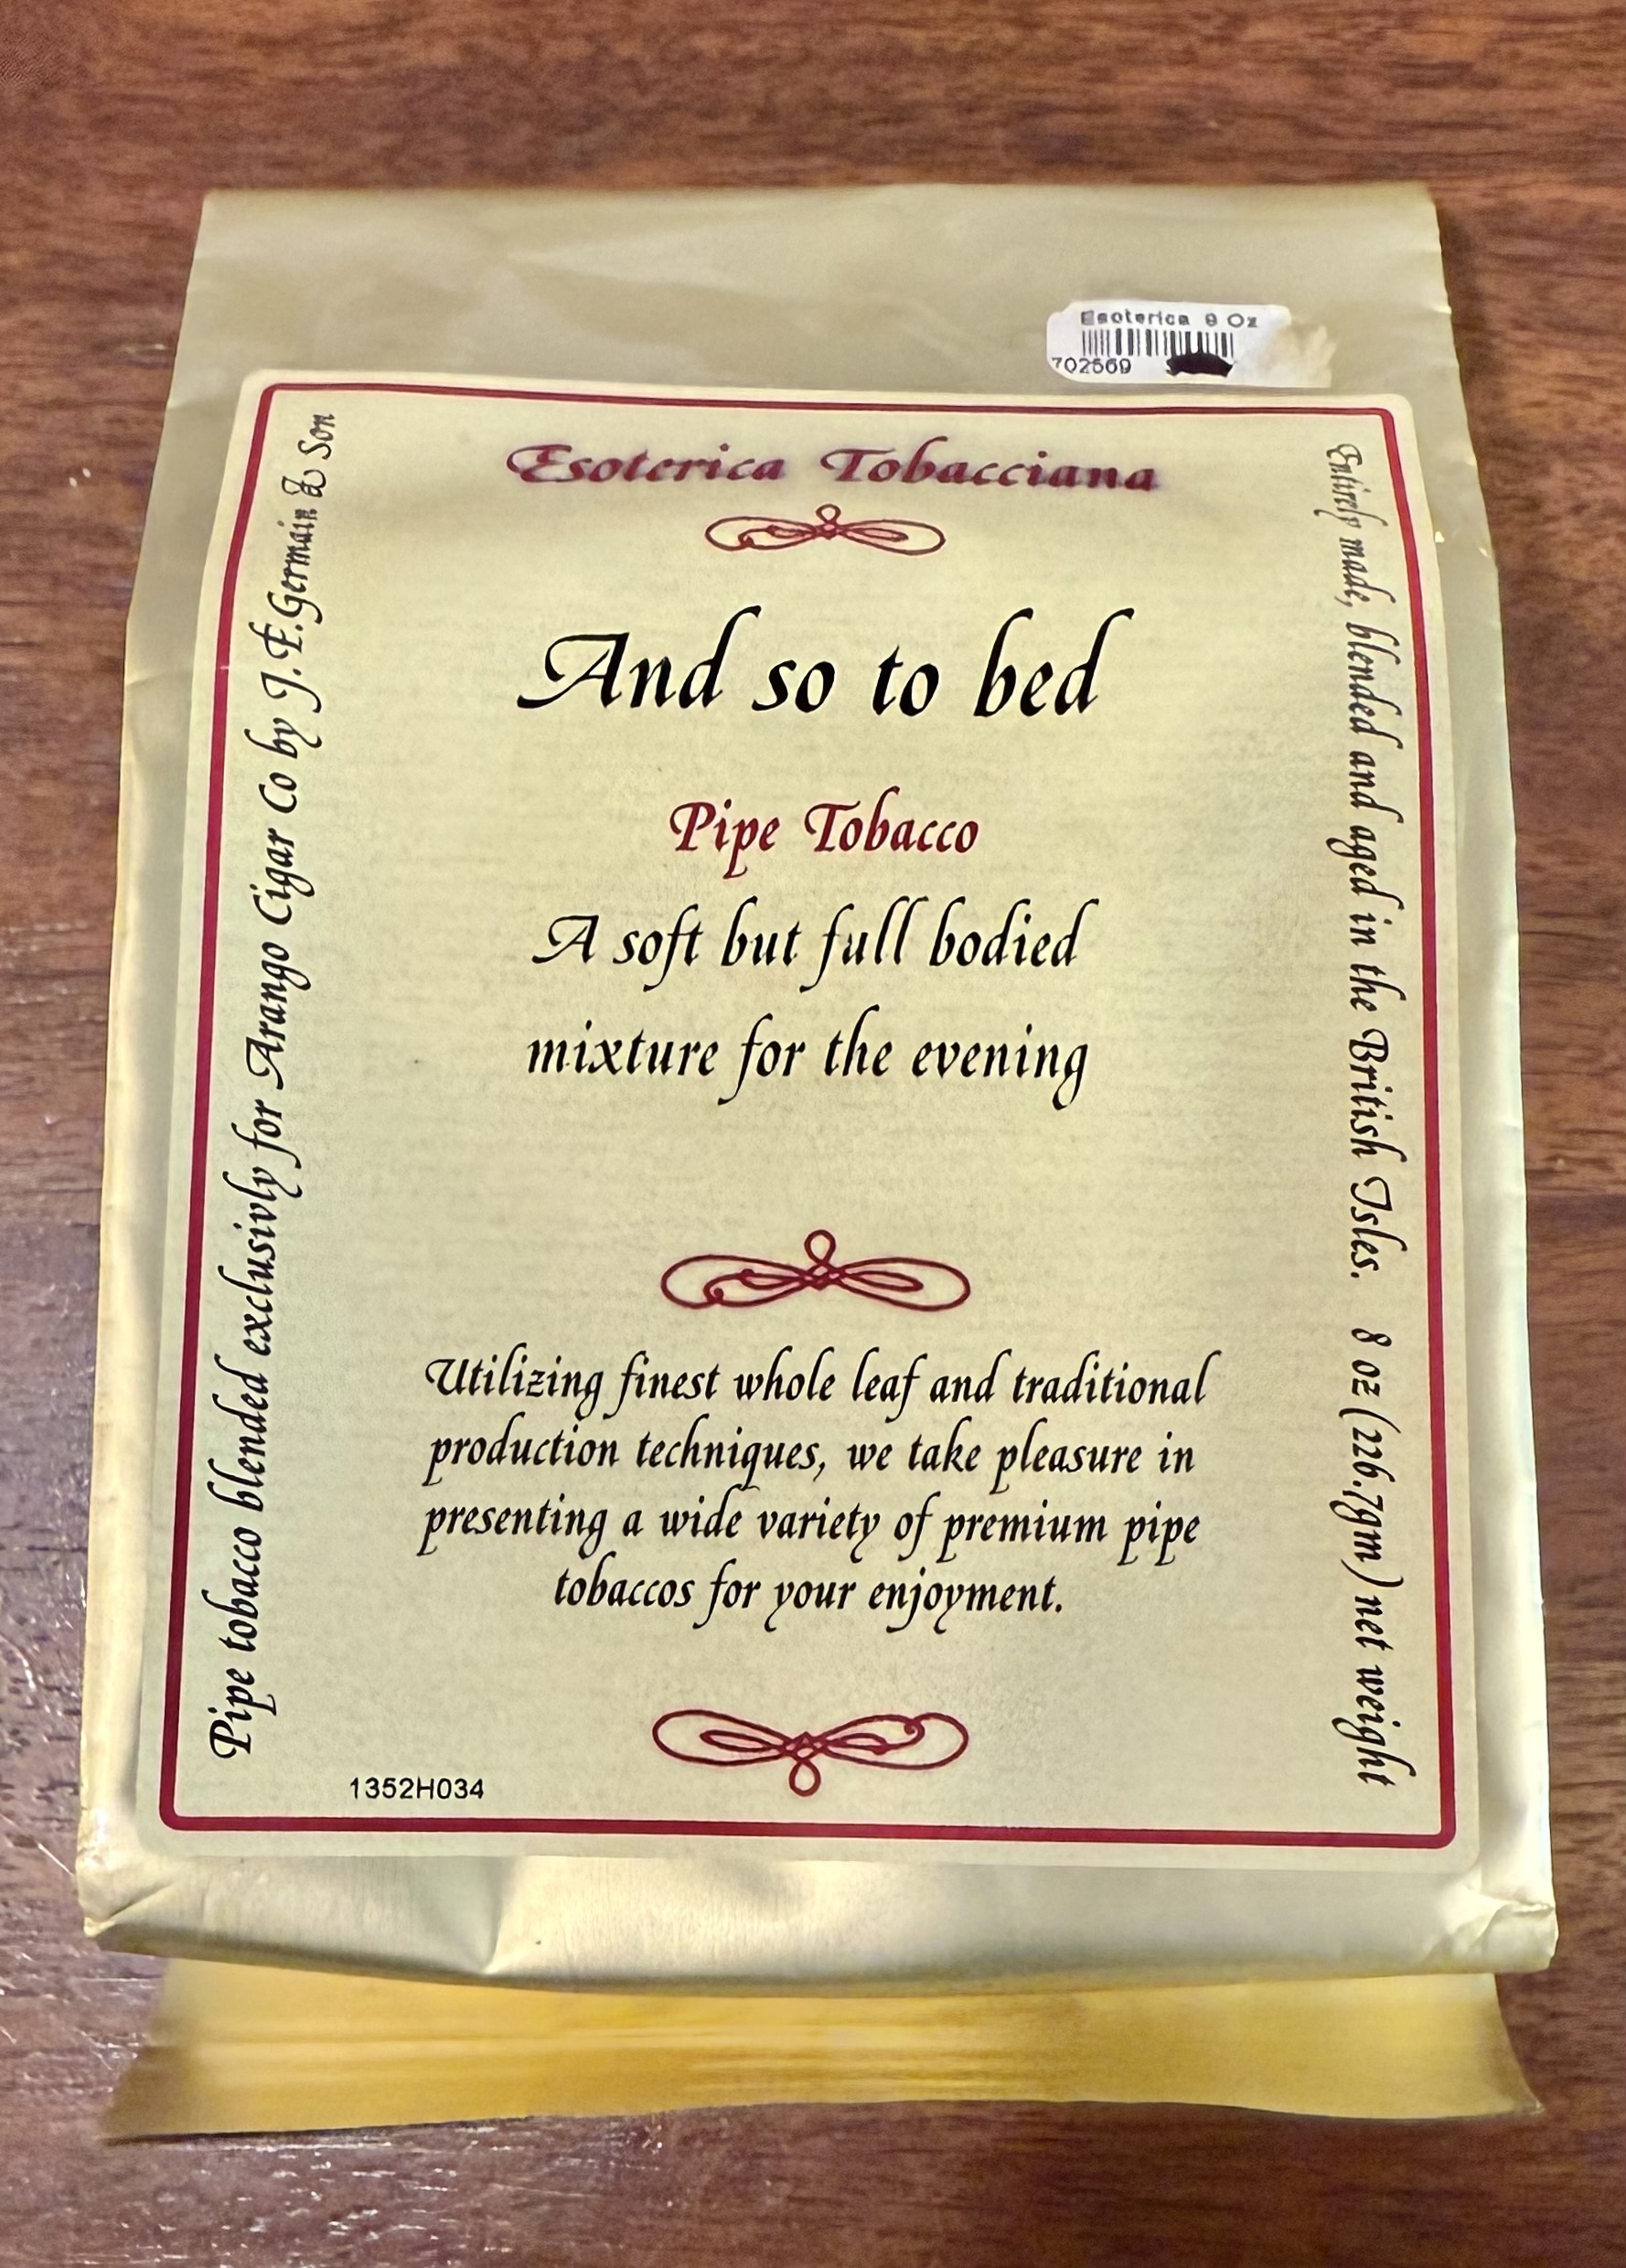 Esoterica 8 Oz
702569
Esoterica Tobacciana
And so to bed
Pipe Tobacco
A soft but full bodied
mixture for the evening
Utilizing finest whole leaf and traditional
production techniques, we take pleasure in
presenting a wide variety of premium pipe
tobaccos for your enjoyment.
1352H034
Pipe tobacco blended exclusivly for Arango Cigar Co by J.E.Germain & Son
Entirely made, blended and aged in the British Isles. 8 oz (226.7gm) net weight